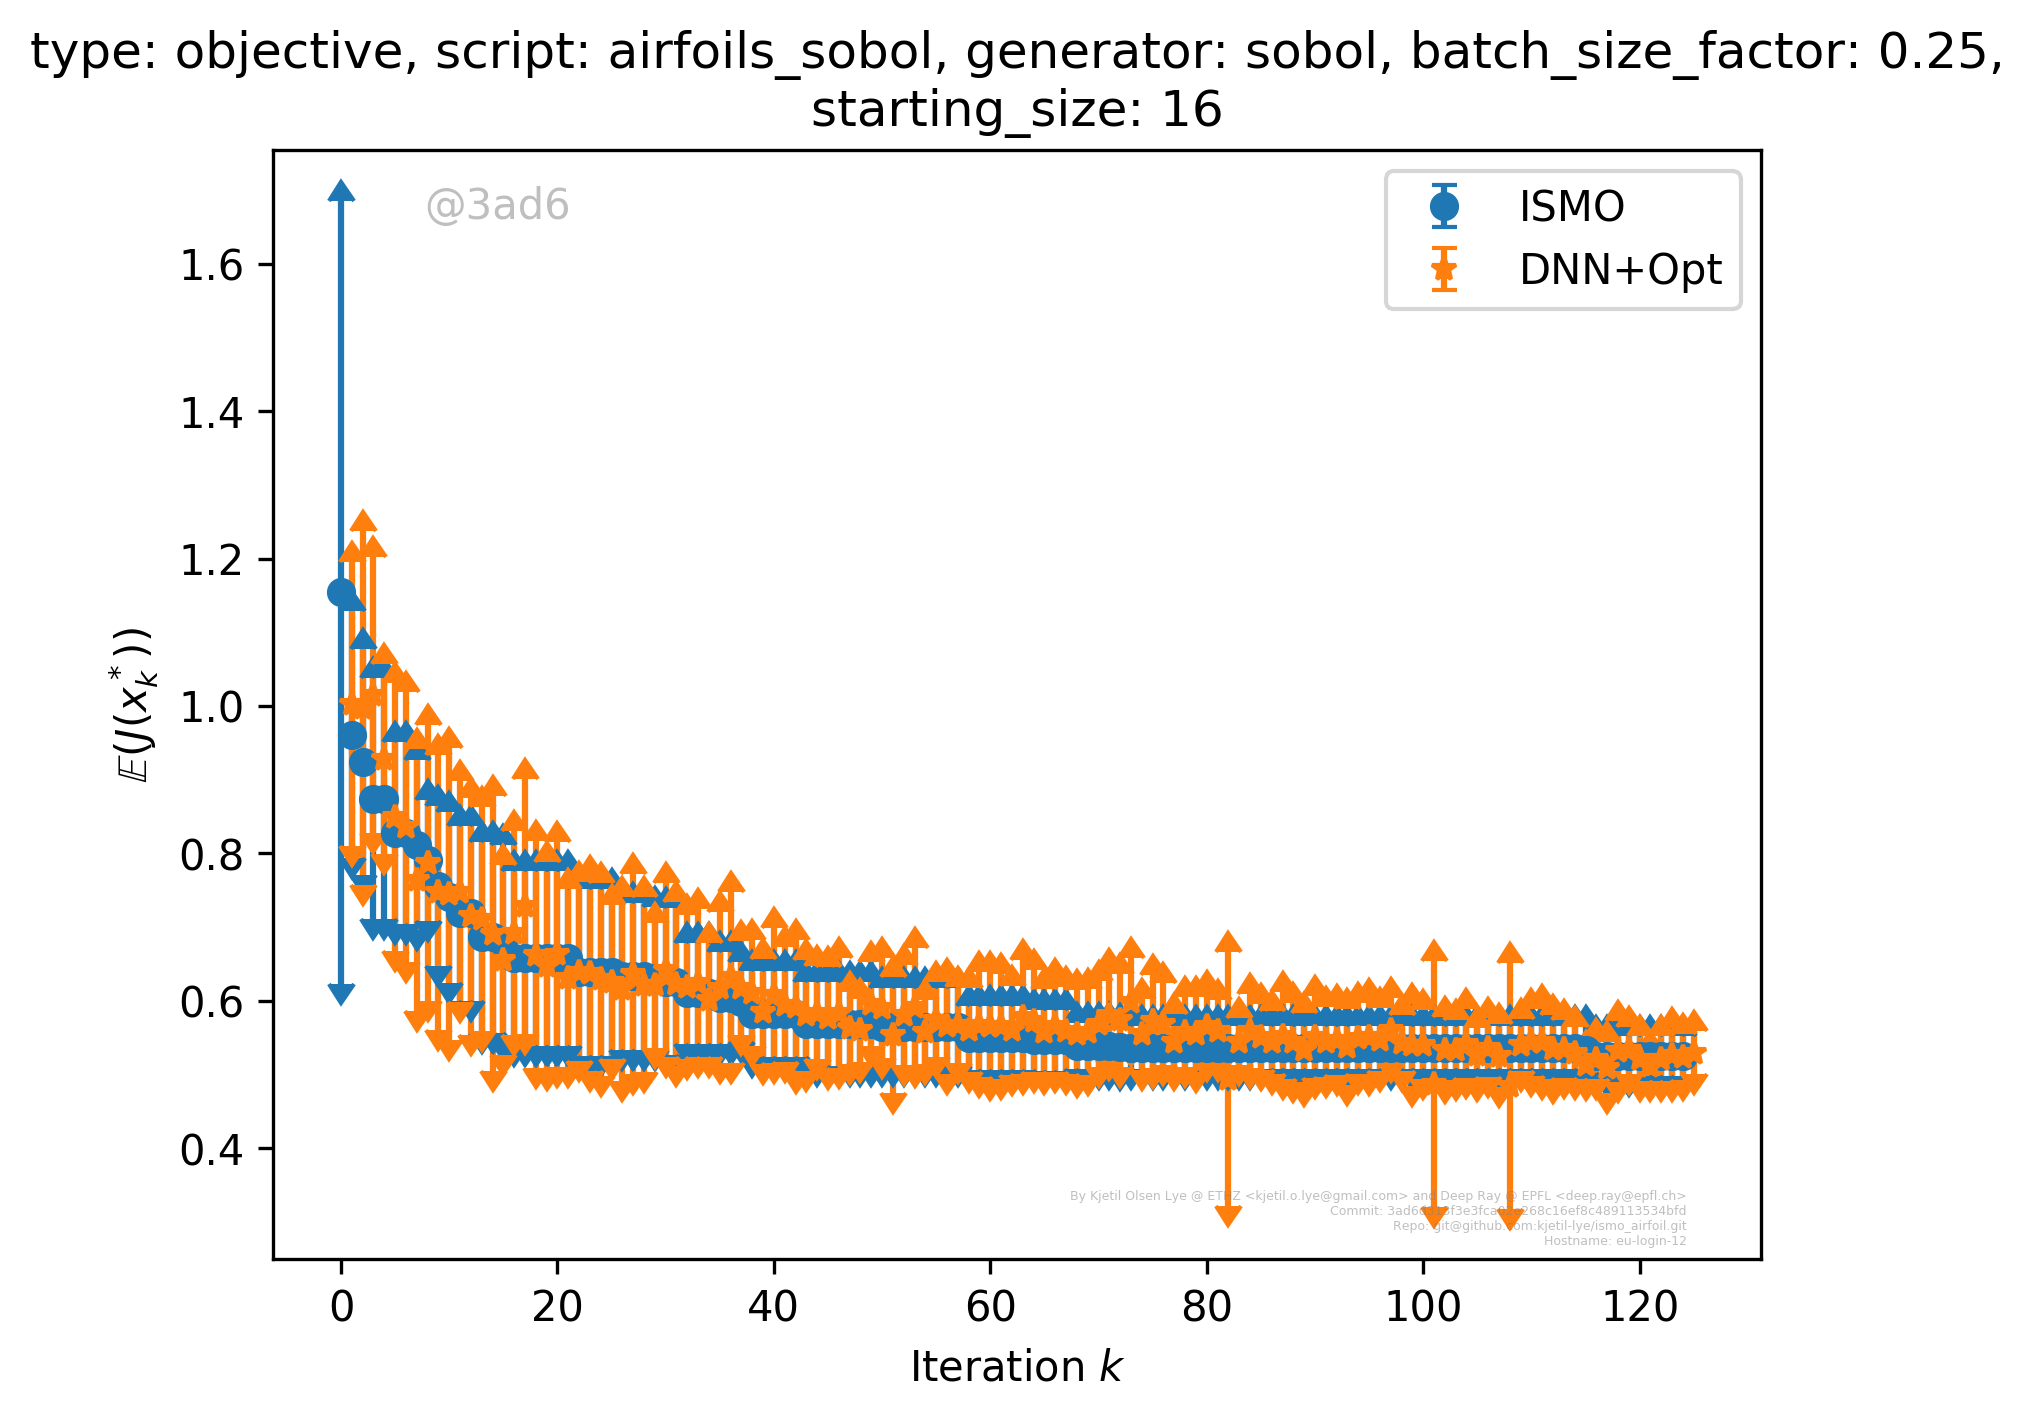 type: objective, script: airfoils_sobol, generator: sobol, batch_size_factor: 0.25,
starting_size: 16
@3ad6
ISMO
DNN+Opt
1.6
1.4
1.2
1.0
0.8
0.6
0.4
𝔼(J(x*k))
By Kjetil Olsen Lye @ ETHZ <kjetil.o.lye@gmail.com> and Deep Ray @ EPFL <deep.ray@epfl.ch>
Commit:
Repo: git@github.com:kjetil-lye/ismo_airfoil.git
Hostname: eu-login-12
0 20 40 60 80 100 120
Iteration k